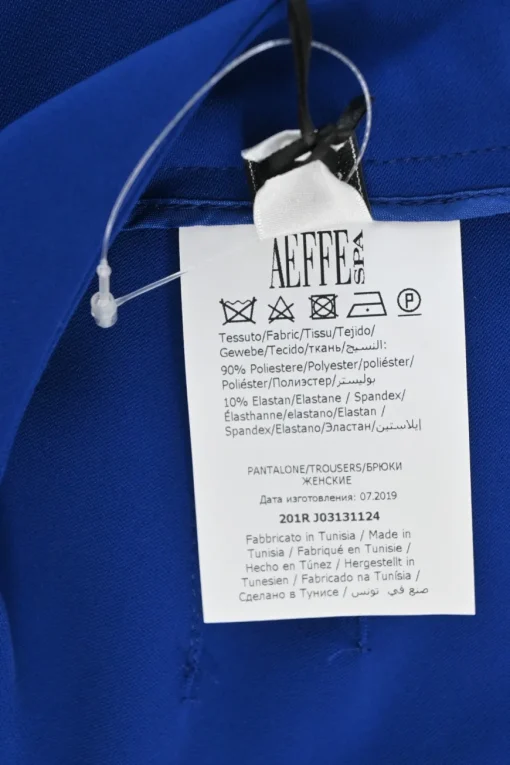 AEFFE SPA
P
Tessuto/Fabric/Tissu/Tejido/
Gewebe/Tecido/ткань/النسيج:
90% Poliestere/Polyester/poliéster/
Poliéster/Полиэстер/بوليستر
10% Elastan/Elastane / Spandex/
Élasthanne/elastano/Elastan /
Spandex/Elastano/Эластан/إيلاستين
PANTALONE/TROUSERS/БРЮКИ
ЖЕНСКИЕ
Дата изготовления: 07.2019
201R J03131124
Fabbricato in Tunisia / Made in
Tunisia / Fabriqué en Tunisie /
Hecho en Túnez / Hergestellt in
Tunesien / Fabricado na Tunísia /
Сделано в Тунисе / صنع في تونس